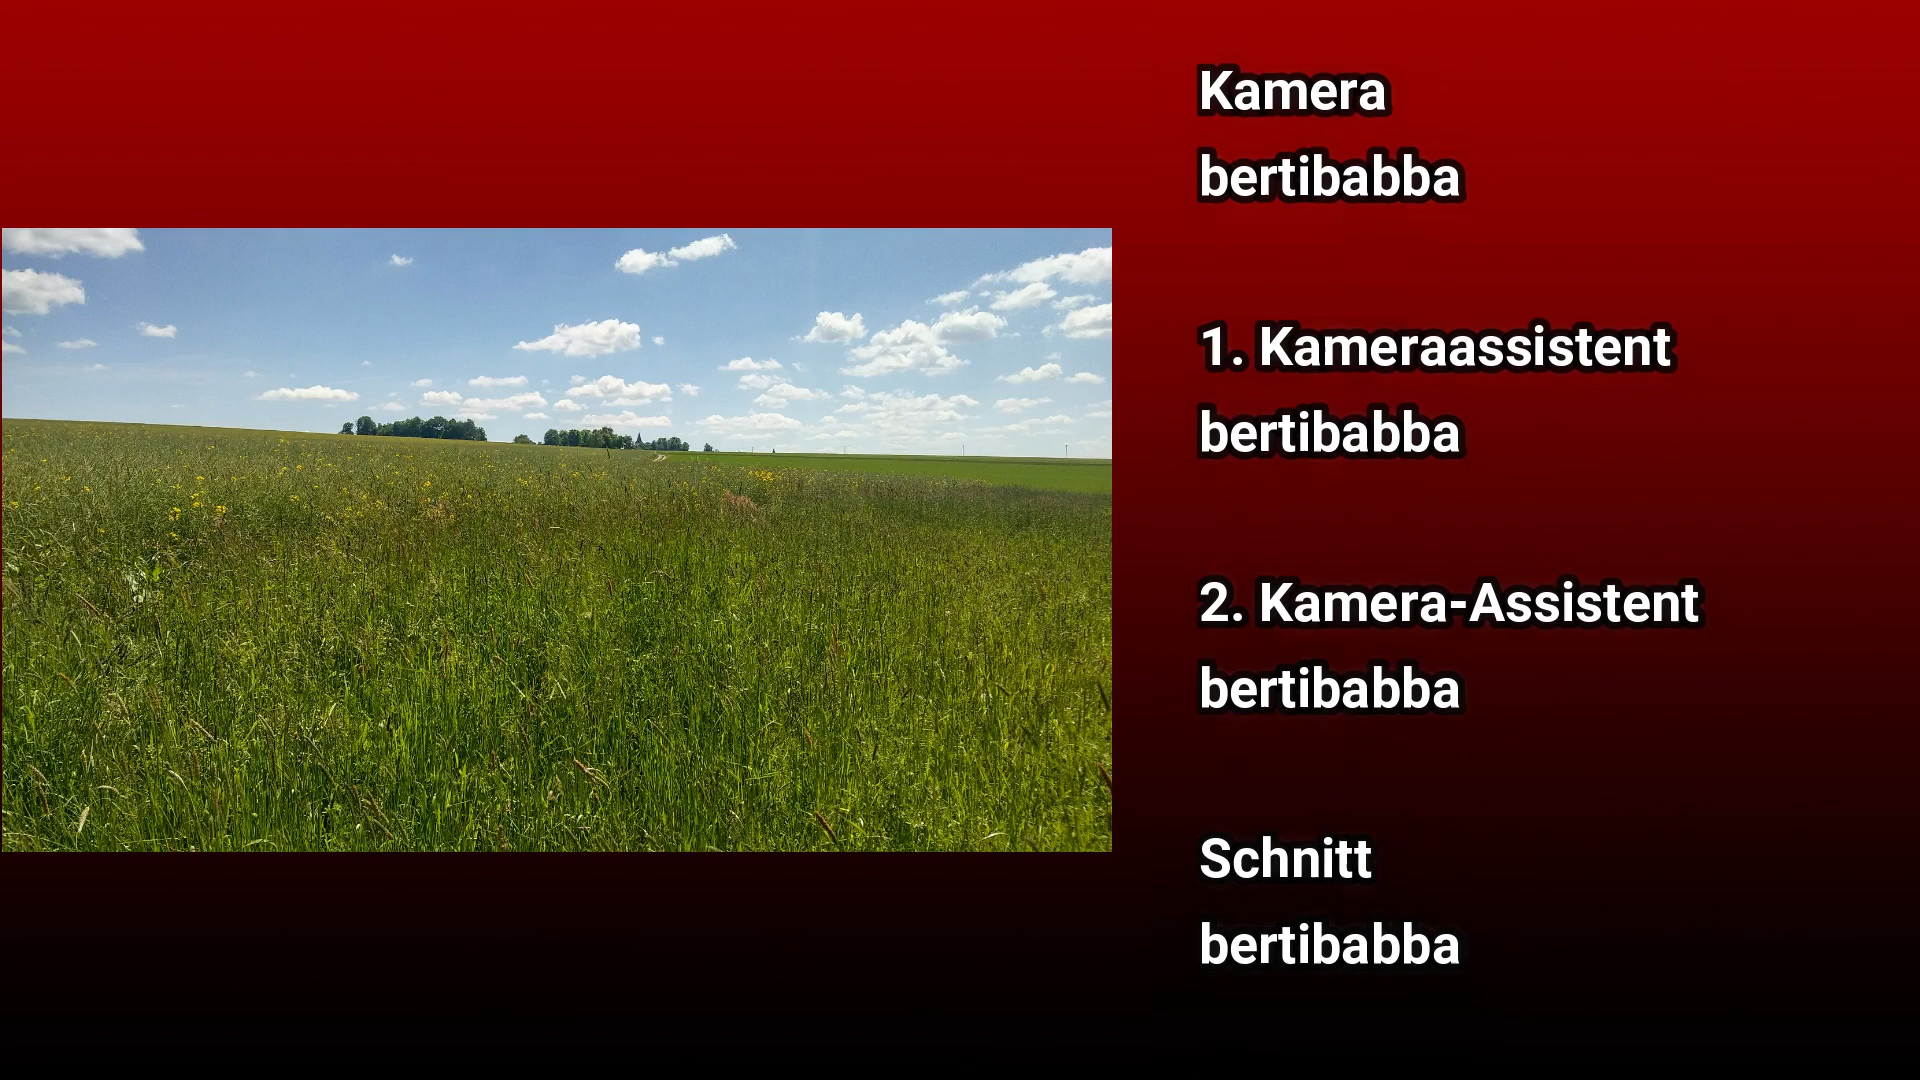 Kamera
bertibabba
1. Kameraassistent
bertibabba
2. Kamera-Assistent
bertibabba
Schnitt
bertibabba